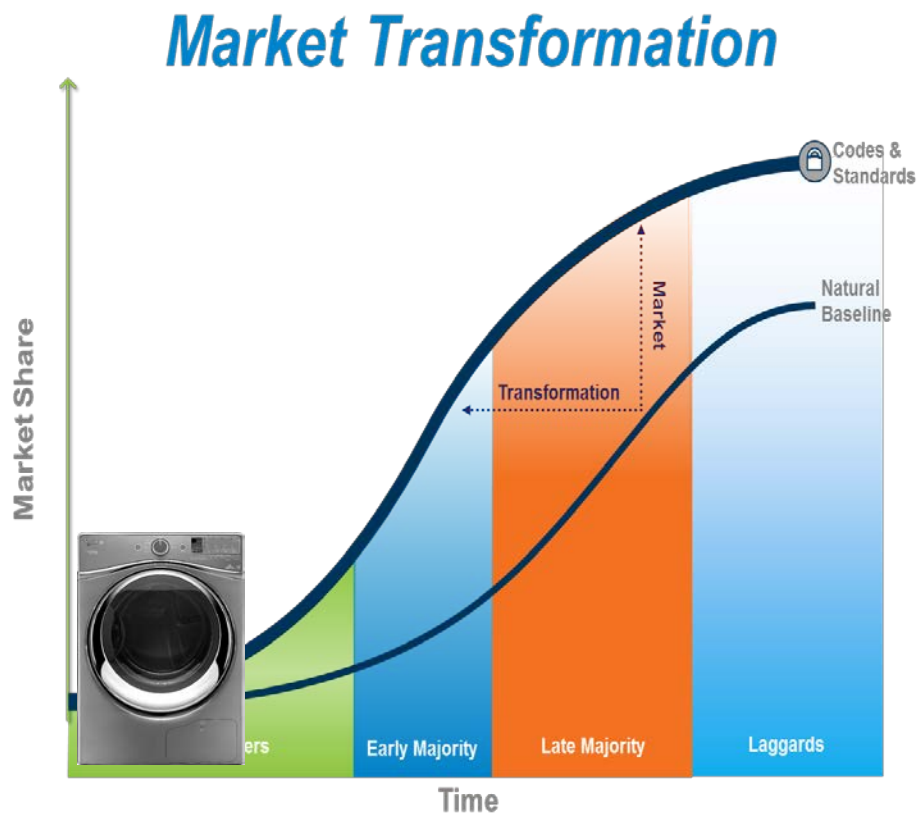 Market Transformation
Codes &
Standards
Natural
Baseline
Market
Transformation
Market Share
ers
Early Majority
Late Majority
Laggards
Time